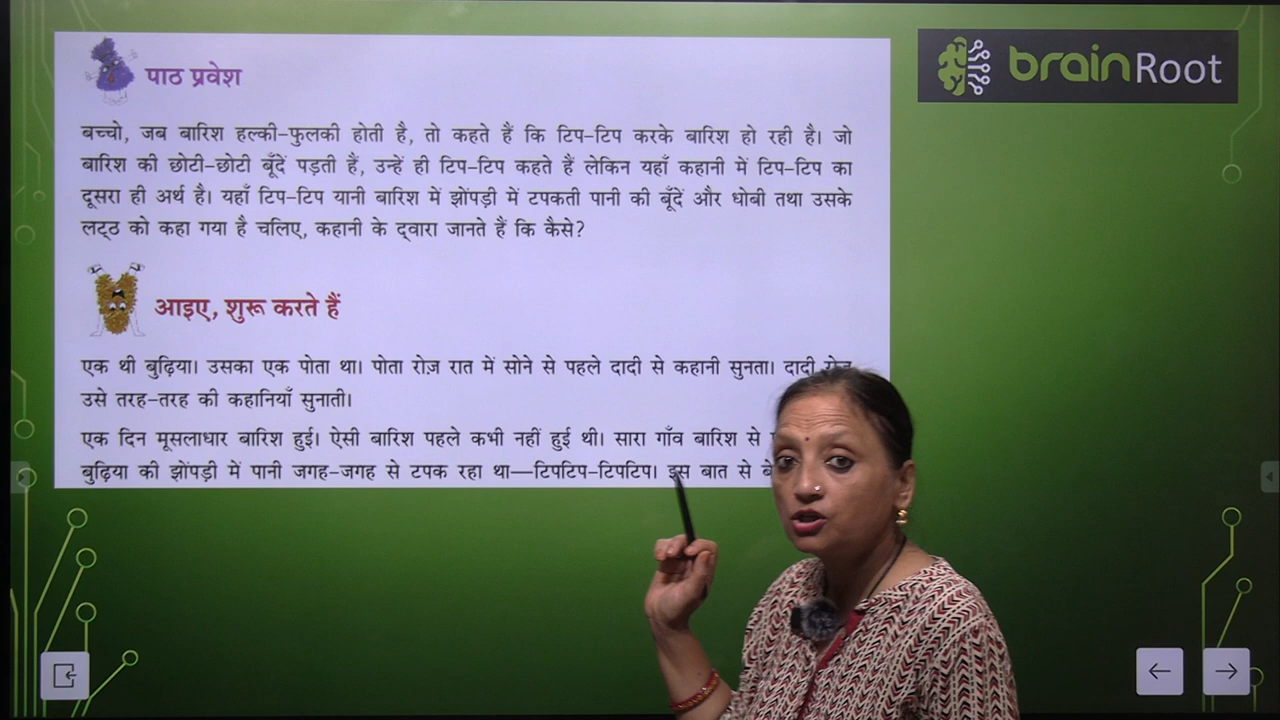 brainRoot
पाठ प्रवेश
बच्चो, जब बारिश हल्की-फुलकी होती है, तो कहते हैं कि टिप-टिप करके बारिश हो रही है। जो
बारिश की छोटी-छोटी बूँदें पड़ती हैं, उन्हें ही टिप-टिप कहते हैं लेकिन यहाँ कहानी में टिप-टिप का
दूसरा ही अर्थ है। यहाँ टिप-टिप यानी बारिश में झोंपड़ी में टपकती पानी की बूँदें और धोबी तथा उसके
लट्ठ को कहा गया है चलिए, कहानी के द्वारा जानते हैं कि कैसे?
आइए, शुरू करते हैं
एक थी बुढ़िया। उसका एक पोता था। पोता रोज़ रात में सोने से पहले दादी से कहानी सुनता। दादी रोज़
उसे तरह-तरह की कहानियाँ सुनाती।
एक दिन मूसलाधार बारिश हुई। ऐसी बारिश पहले कभी नहीं हुई थी। सारा गाँव बारिश से
बुढ़िया की झोंपड़ी में पानी जगह-जगह से टपक रहा था—टिपटिप-टिपटिप। इस बात से